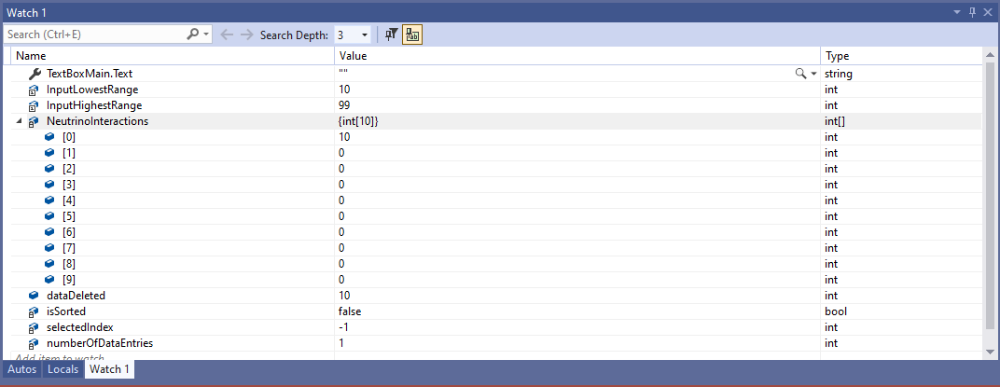 Watch 1
Search (Ctrl+E) Search Depth: 3
Name Value Type
TextBoxMain.Text "" string
InputLowestRange 10 int
InputHighestRange 99 int
NeutrinoInteractions {int[10]} int[]
[0] 10 int
[1] 0 int
[2] 0 int
[3] 0 int
[4] 0 int
[5] 0 int
[6] 0 int
[7] 0 int
[8] 0 int
[9] 0 int
dataDeleted 10 int
isSorted false bool
selectedIndex -1 int
numberOfDataEntries 1 int
Add item to watch
Autos Locals Watch 1